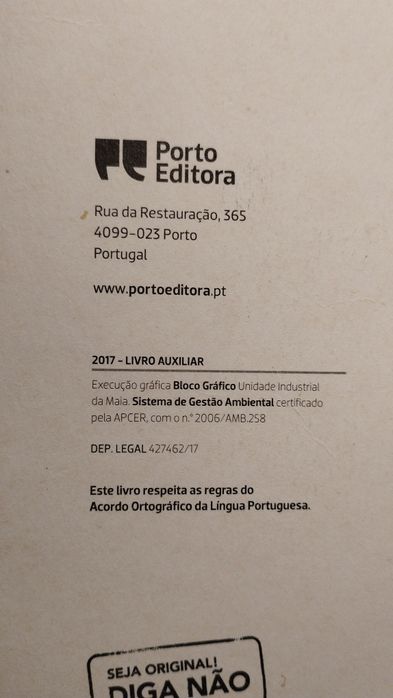 Porto
Editora
Rua da Restauração, 365
4099-023 Porto
Portugal
www.portoeditora.pt
2017 - LIVRO AUXILIAR
Execução gráfica Bloco Gráfico Unidade Industrial
da Maia. Sistema de Gestão Ambiental certificado
pela APCER, com o n.º 2006/AMB.258
DEP. LEGAL 427462/17
Este livro respeita as regras do
Acordo Ortográfico da Língua Portuguesa.
SEJA ORIGINAL!
DIGA NÃO